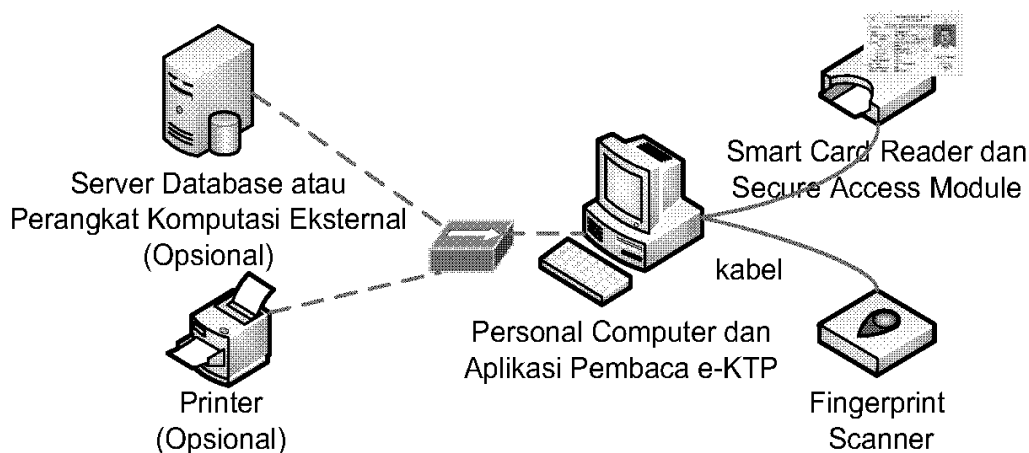 Server Database atau
Perangkat Komputasi Eksternal
(Opsional)
Printer
(Opsional)
Personal Computer dan
Aplikasi Pembaca e-KTP
kabel
Smart Card Reader dan
Secure Access Module
Fingerprint
Scanner